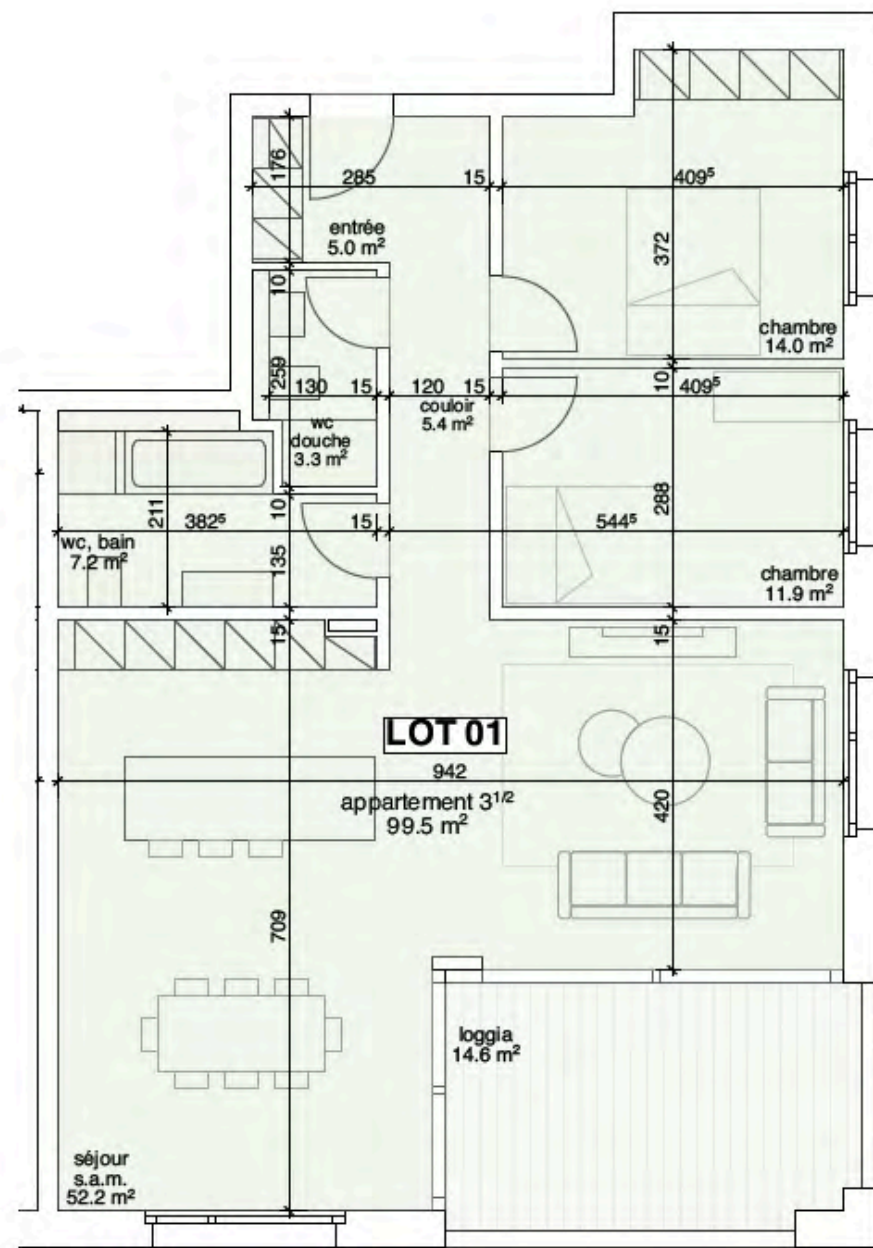 176
285
15
409⁵
entrée
5.0 m²
372
10
chambre
14.0 m²
259
130
15
120
15
10
409⁵
couloir
5.4 m²
wc
douche
3.3 m²
211
382⁵
10
15
544⁵
288
wc, bain
7.2 m²
135
chambre
11.9 m²
15
15
LOT 01
942
appartement 3¹ᐟ²
99.5 m²
420
709
loggia
14.6 m²
séjour
s.a.m.
52.2 m²